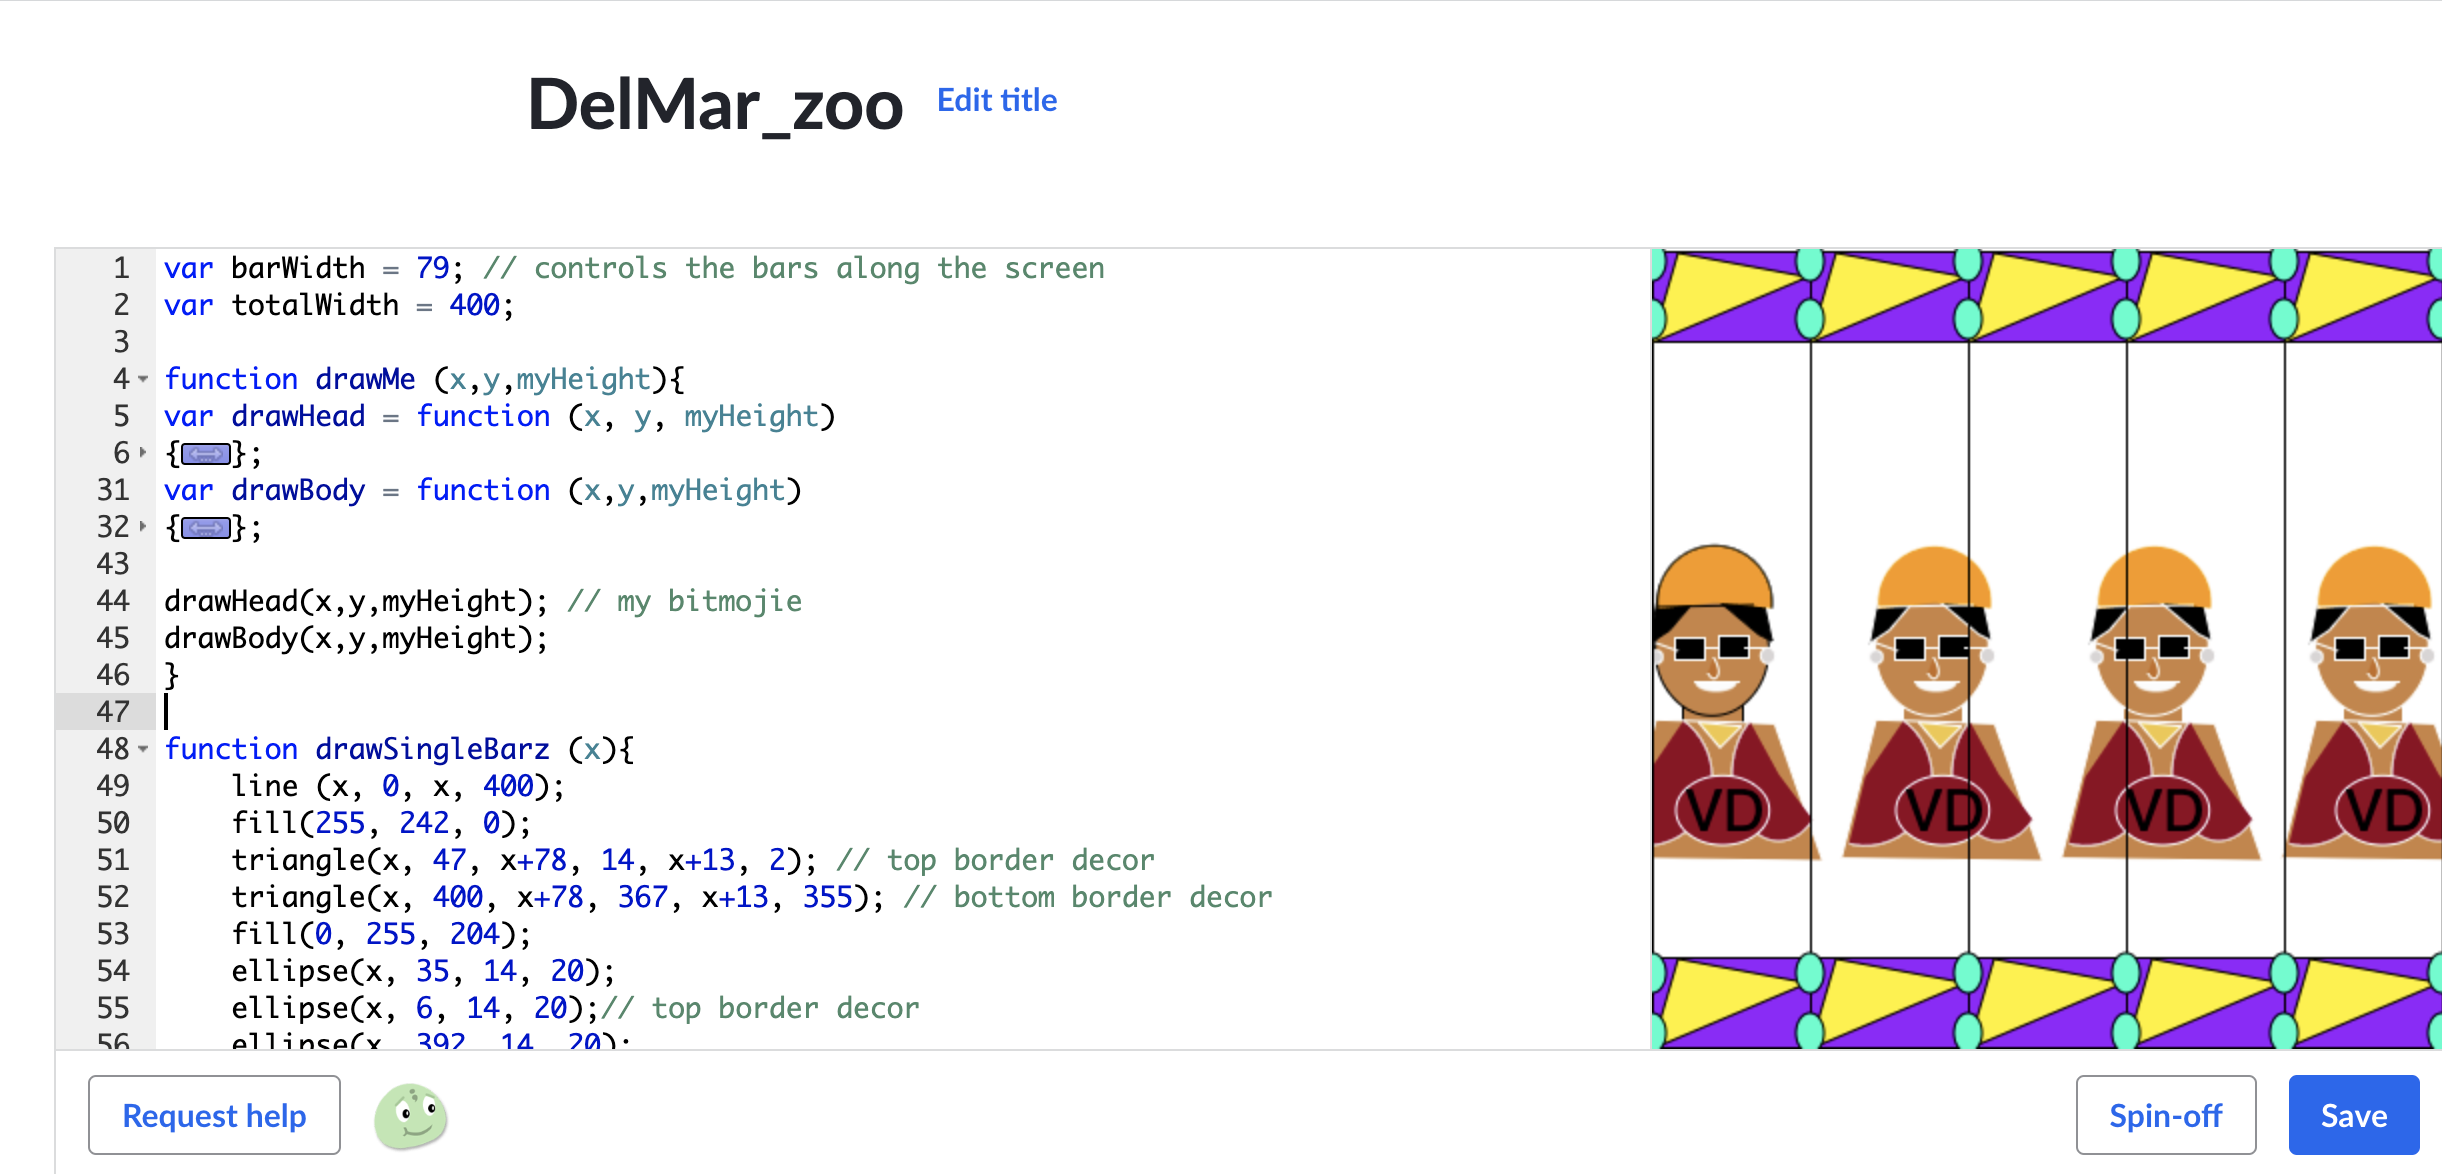 DelMar_zoo Edit title
1 var barWidth = 79; // controls the bars along the screen
2 var totalWidth = 400;
3
4 function drawMe (x,y,myHeight){
5 var drawHead = function (x, y, myHeight)
6 {};
31 var drawBody = function (x,y,myHeight)
32 {};
43
44 drawHead(x,y,myHeight); // my bitmojie
45 drawBody(x,y,myHeight);
46 }
47
48 function drawSingleBarz (x){
49 line (x, 0, x, 400);
50 fill(255, 242, 0);
51 triangle(x, 47, x+78, 14, x+13, 2); // top border decor
52 triangle(x, 400, x+78, 367, x+13, 355); // bottom border decor
53 fill(0, 255, 204);
54 ellipse(x, 35, 14, 20);
55 ellipse(x, 6, 14, 20);// top border decor
56 ellipse(x, 392, 14, 20);
VD VD VD VD
Request help Spin-off Save